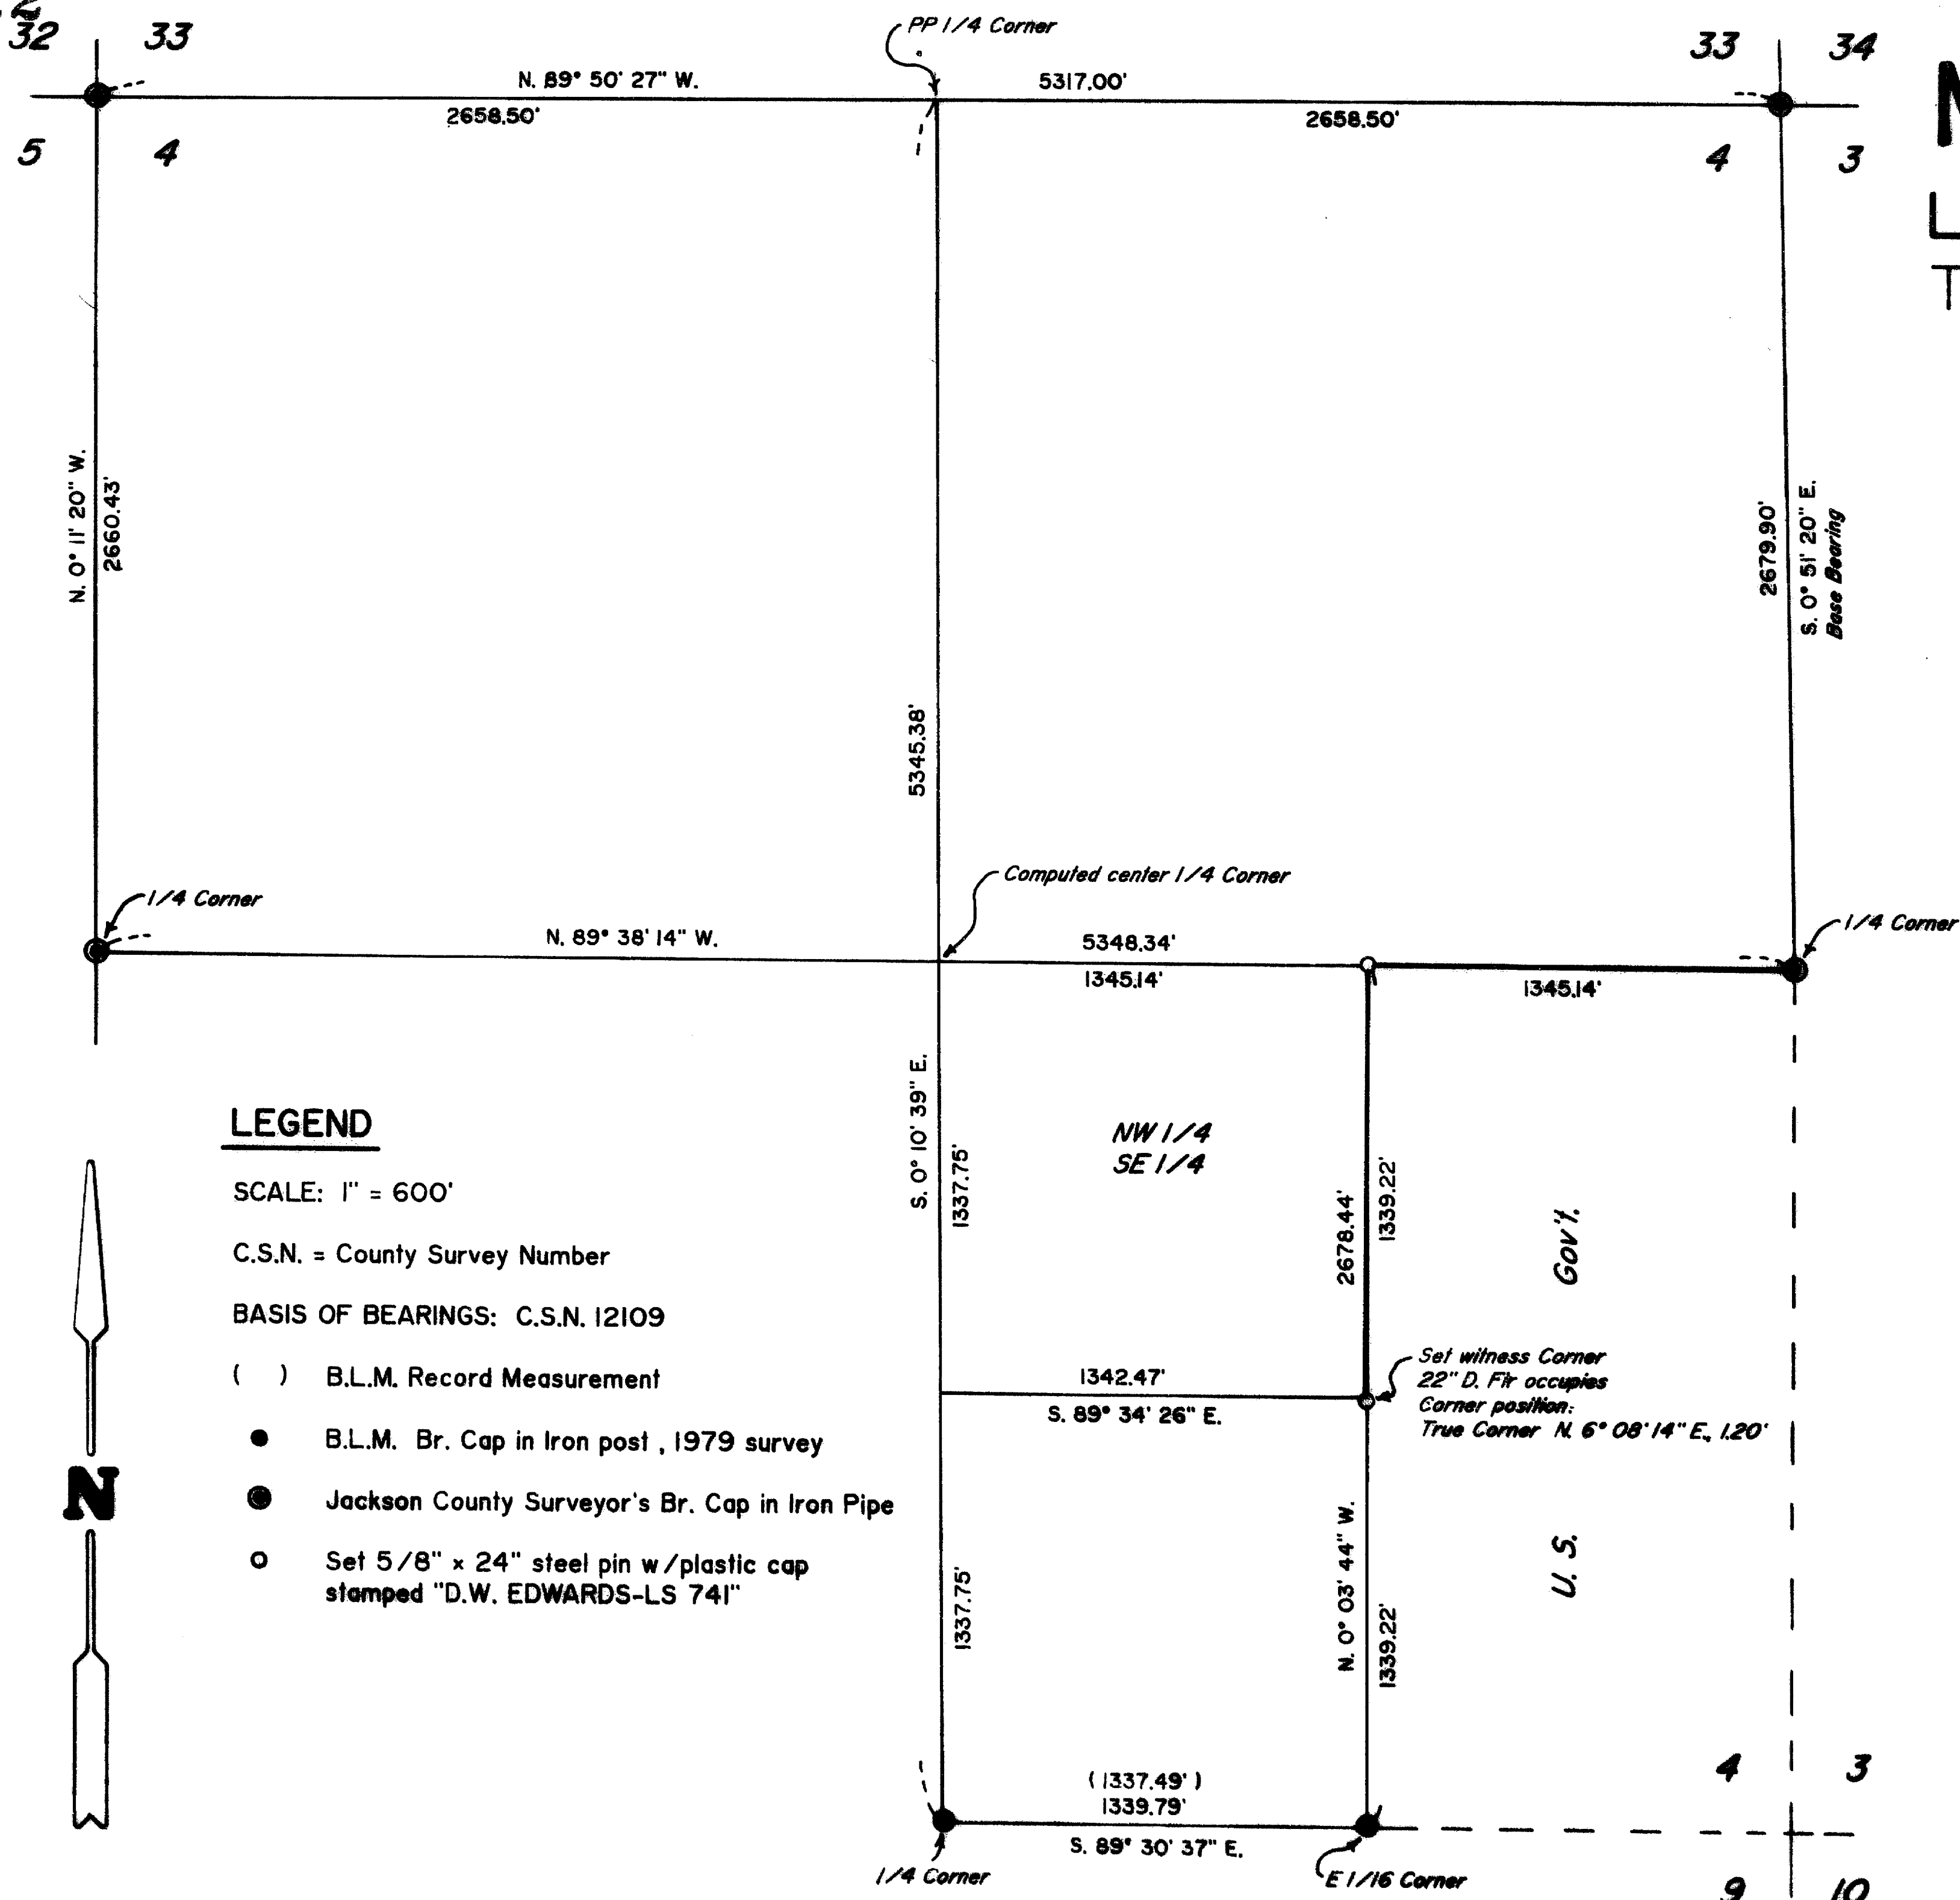 32 33
33 34
5 4
4 3
PP 1/4 Corner
N. 89° 50' 27" W.
5317.00'
2658.50'
2658.50'
N. 0° 11' 20" W.
2660.43'
5345.38'
2679.90'
S. 0° 51' 20" E.
Base Bearing
1/4 Corner
Computed center 1/4 Corner
1/4 Corner
N. 89° 38' 14" W.
5348.34'
1345.14'
1345.14'
S. 0° 10' 39" E.
1337.75'
NW 1/4
SE 1/4
2678.44'
1339.22'
Gov't.
U. S.
LEGEND
SCALE: 1" = 600'
C.S.N. = County Survey Number
BASIS OF BEARINGS: C.S.N. 12109
( ) B.L.M. Record Measurement
B.L.M. Br. Cap in Iron post , 1979 survey
Jackson County Surveyor's Br. Cap in Iron Pipe
Set 5/8" x 24" steel pin w/plastic cap
stamped "D.W. EDWARDS-LS 741"
N
1342.47'
S. 89° 34' 26" E.
Set witness Corner
22" D. Fir occupies
Corner position:
True Corner N. 6° 08' 14" E., 1.20'
1337.75'
N. 0° 03' 44" W.
1339.22'
( 1337.49' )
1339.79'
S. 89° 30' 37" E.
1/4 Corner
E 1/16 Corner
4 3
9 10